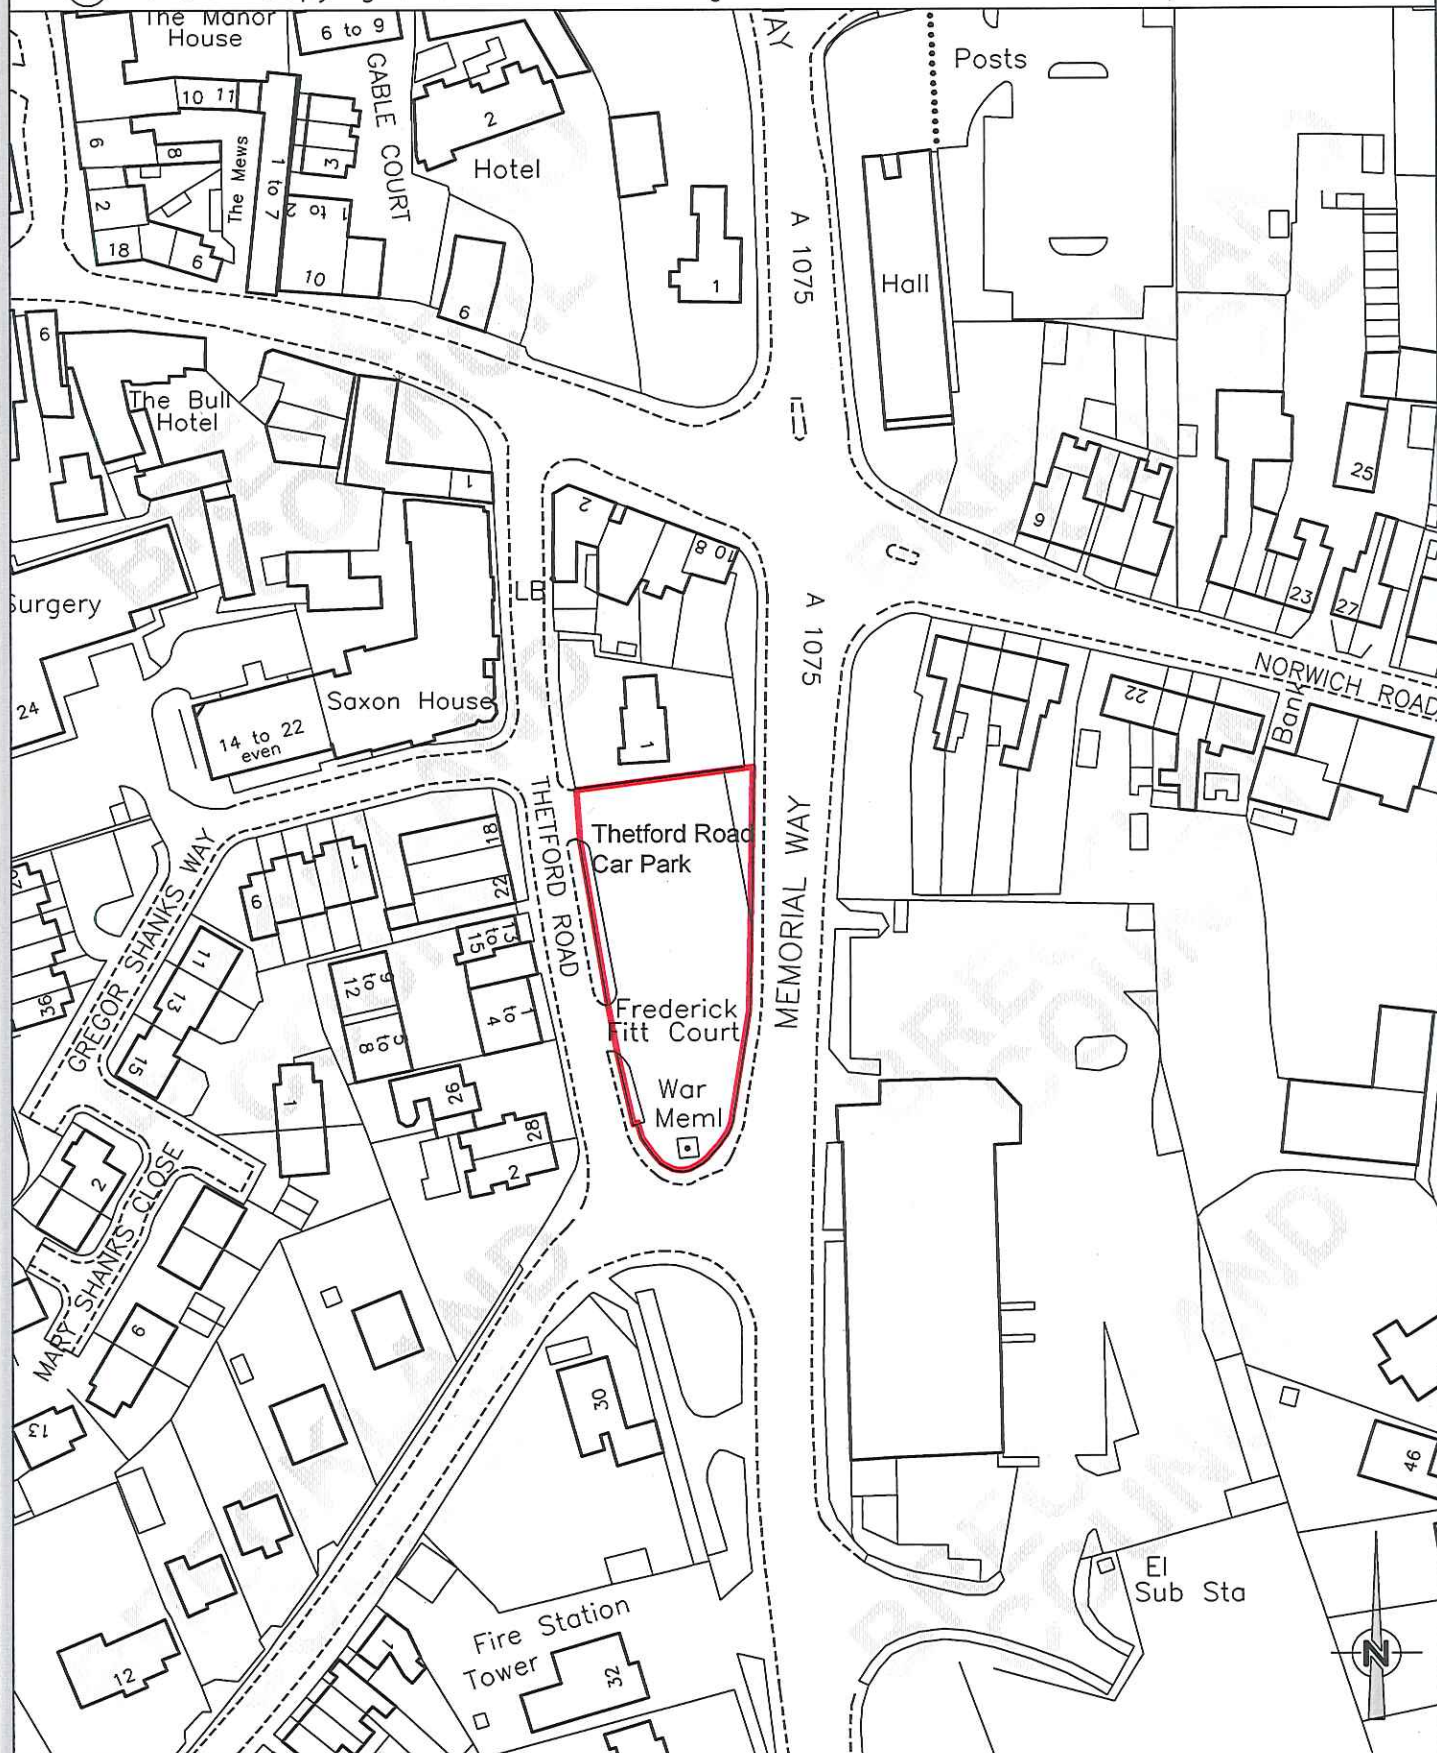 The Manor
House
6 to 9
GABLE COURT
10 11
The Mews
1 to 7
1 to 2
3
6
8
2
18
6
10
6
2
Hotel
1
A 1075
Posts
Hall
6
The Bull
Hotel
1
2
10 8
LB
Surgery
24
Saxon House
14 to 22
even
1
A 1075
9
25
23
27
NORWICH ROAD
Bank
22
Thetford Road
Car Park
THETFORD ROAD
MEMORIAL WAY
GREGOR SHANKS WAY
18
22
1
6
13
to
15
9
to
12
5
to
8
1
to
4
11
13
15
36
Frederick
Fitt Court
War
Meml
26
28
2
1
2
MARY SHANKS CLOSE
6
13
30
12
Fire Station
Tower
32
46
El
Sub Sta
N